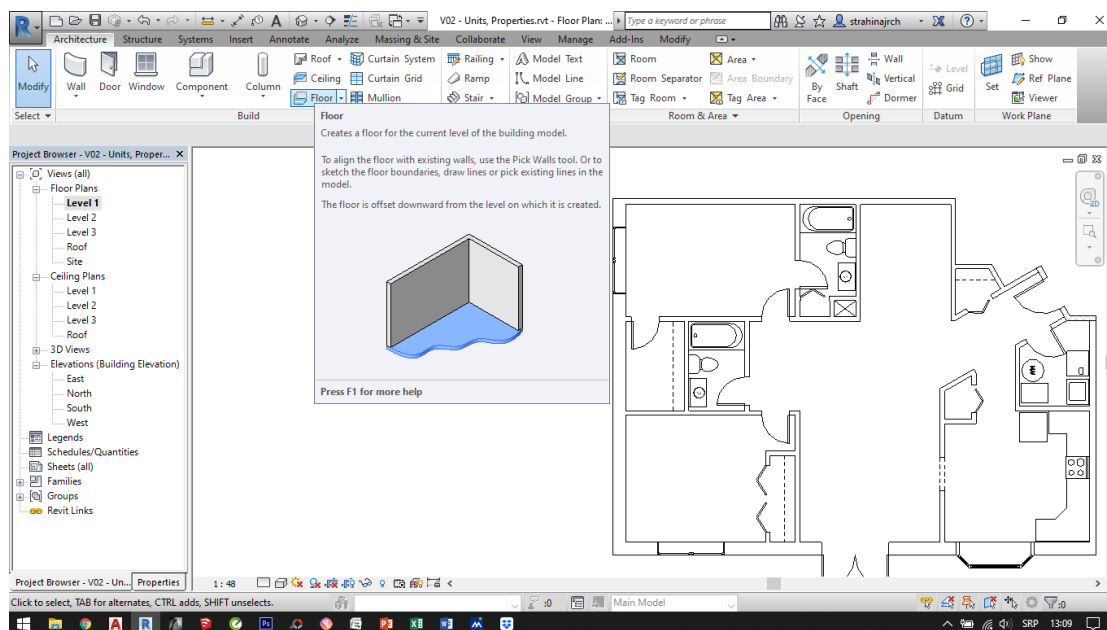 V02 - Units, Properties.rvt - Floor Plan: ...
Type a keyword or phrase
strahinajrch
Architecture Structure Systems Insert Annotate Analyze Massing & Site Collaborate View Manage Add-Ins Modify
Modify
Wall
Door
Window
Component
Column
Roof
Ceiling
Floor
Curtain System
Curtain Grid
Mullion
Railing
Ramp
Stair
Model Text
Model Line
Model Group
Room
Room Separator
Tag Room
Area
Area Boundary
Tag Area
By Face
Shaft
Wall
Vertical
Dormer
Level
Grid
Set
Show
Ref Plane
Viewer
Select
Build
Room & Area
Opening
Datum
Work Plane
Floor
Creates a floor for the current level of the building model.
To align the floor with existing walls, use the Pick Walls tool. Or to
sketch the floor boundaries, draw lines or pick existing lines in the
model.
The floor is offset downward from the level on which it is created.
Press F1 for more help
Project Browser - V02 - Units, Proper...
Views (all)
Floor Plans
Level 1
Level 2
Level 3
Roof
Site
Ceiling Plans
Level 1
Level 2
Level 3
Roof
3D Views
Elevations (Building Elevation)
East
North
South
West
Legends
Schedules/Quantities
Sheets (all)
Families
Groups
Revit Links
2D
Project Browser - V02 - Un...
Properties
1 : 48
Click to select, TAB for alternates, CTRL adds, SHIFT unselects.
:0
Main Model
:0
SRP 13:09